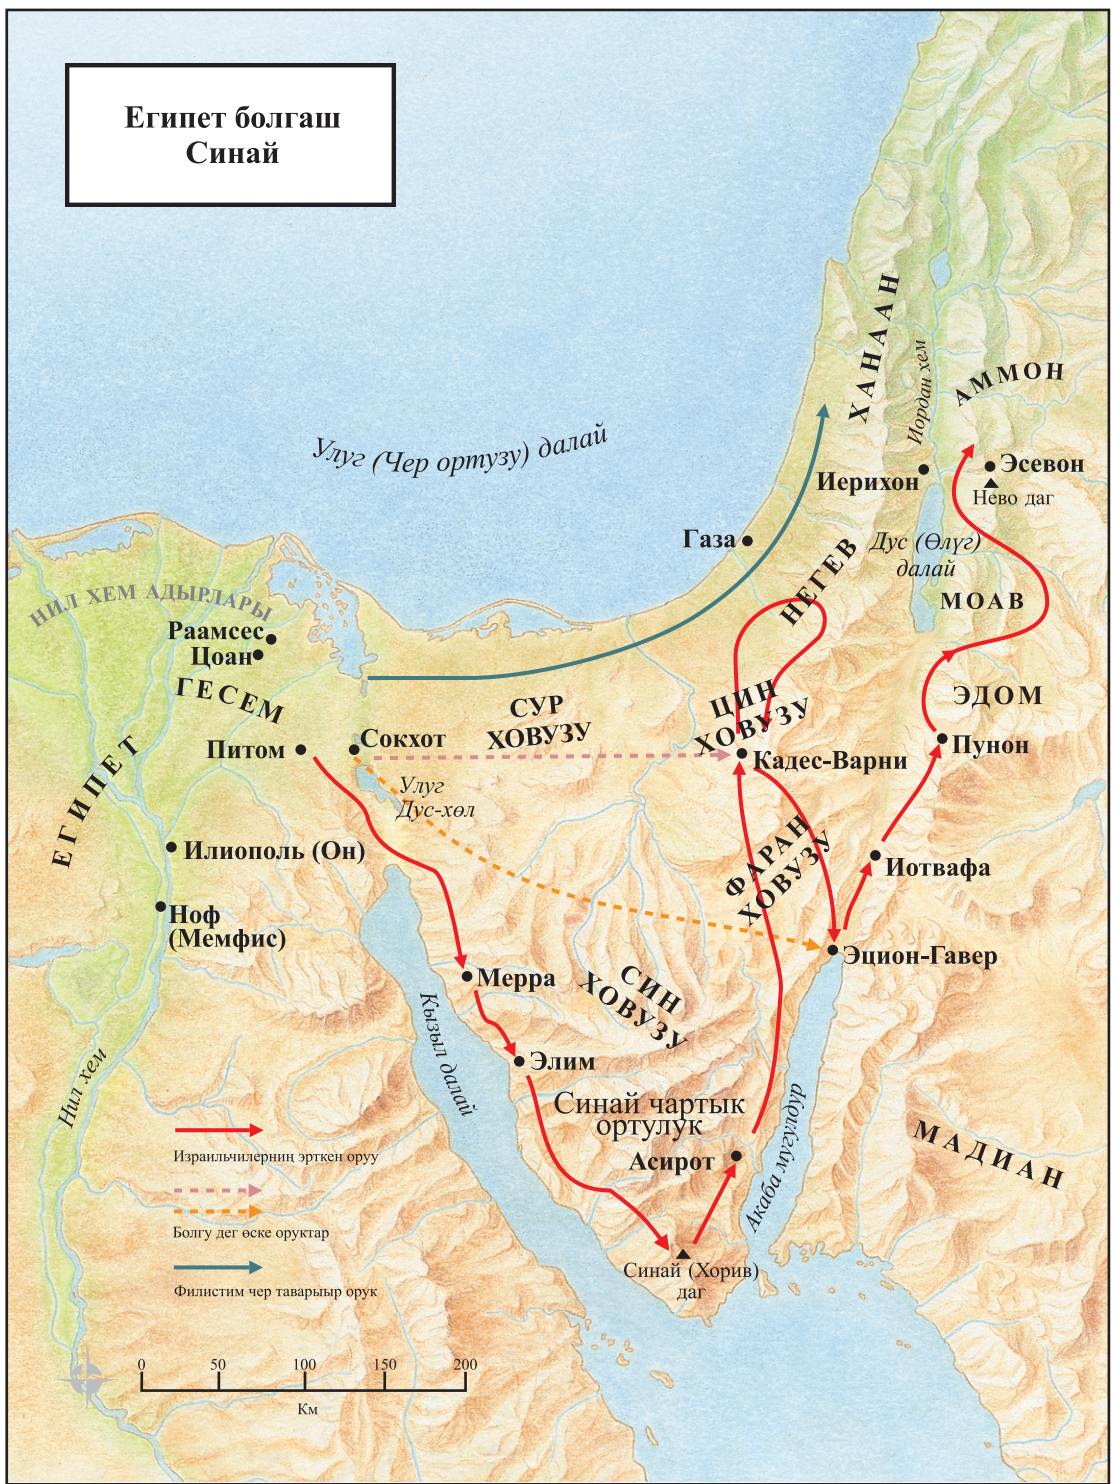 Египет болгаш
Синай
ХАНААН
Иордан хем
АММОН
Улуг (Чер ортузу) далай
Иерихон
Эсевон
Нево даг
Газа
НЕГЕВ
Дус (Өлүг)
далай
МОАВ
НИЛ ХЕМ АДЫРЛАРЫ
Раамсес
Цоан
ГЕСЕМ
СУР
ХОВУЗУ
ЦИН
ХОВУЗУ
ЭДОМ
Питом
Сокхот
Кадес-Варни
Пунон
ЕГИПЕТ
Улуг
Дус-хөл
Илиополь (Он)
ФАРАН
ХОВУЗУ
Иотвафа
Ноф
(Мемфис)
Эцион-Гавер
Мерра
СИН
ХОВУЗУ
Кызыл далай
Элим
Нил хем
Синай чартык
ортулук
Асирот
Акаба мугулдур
МАДИАН
Израильчилерниң эрткен оруу
Болгу дег өске оруктар
Филистим чер таварыыр орук
Синай (Хорив)
даг
0 50 100 150 200
Км